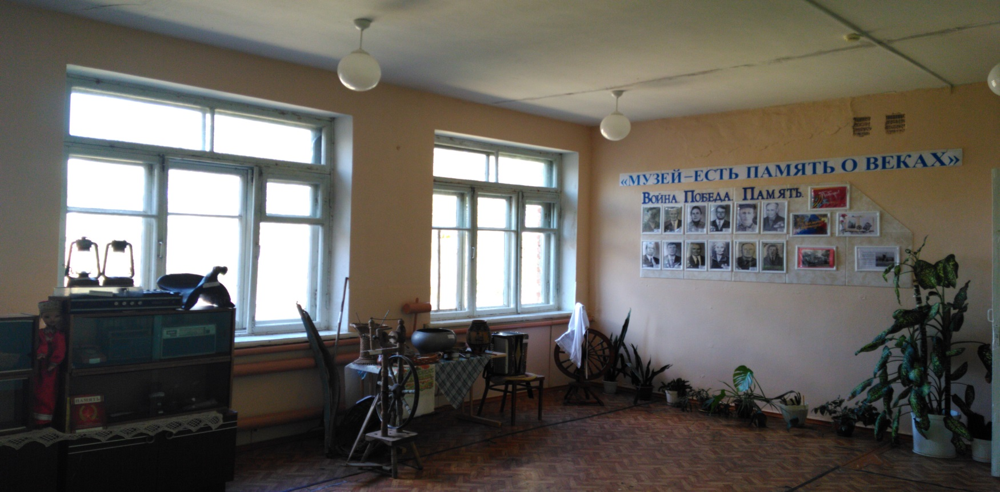 «МУЗЕЙ–ЕСТЬ ПАМЯТЬ О ВЕКАХ»
ВОЙНА. ПОБЕДА. ПАМЯТЬ.
ПАМЯТЬ